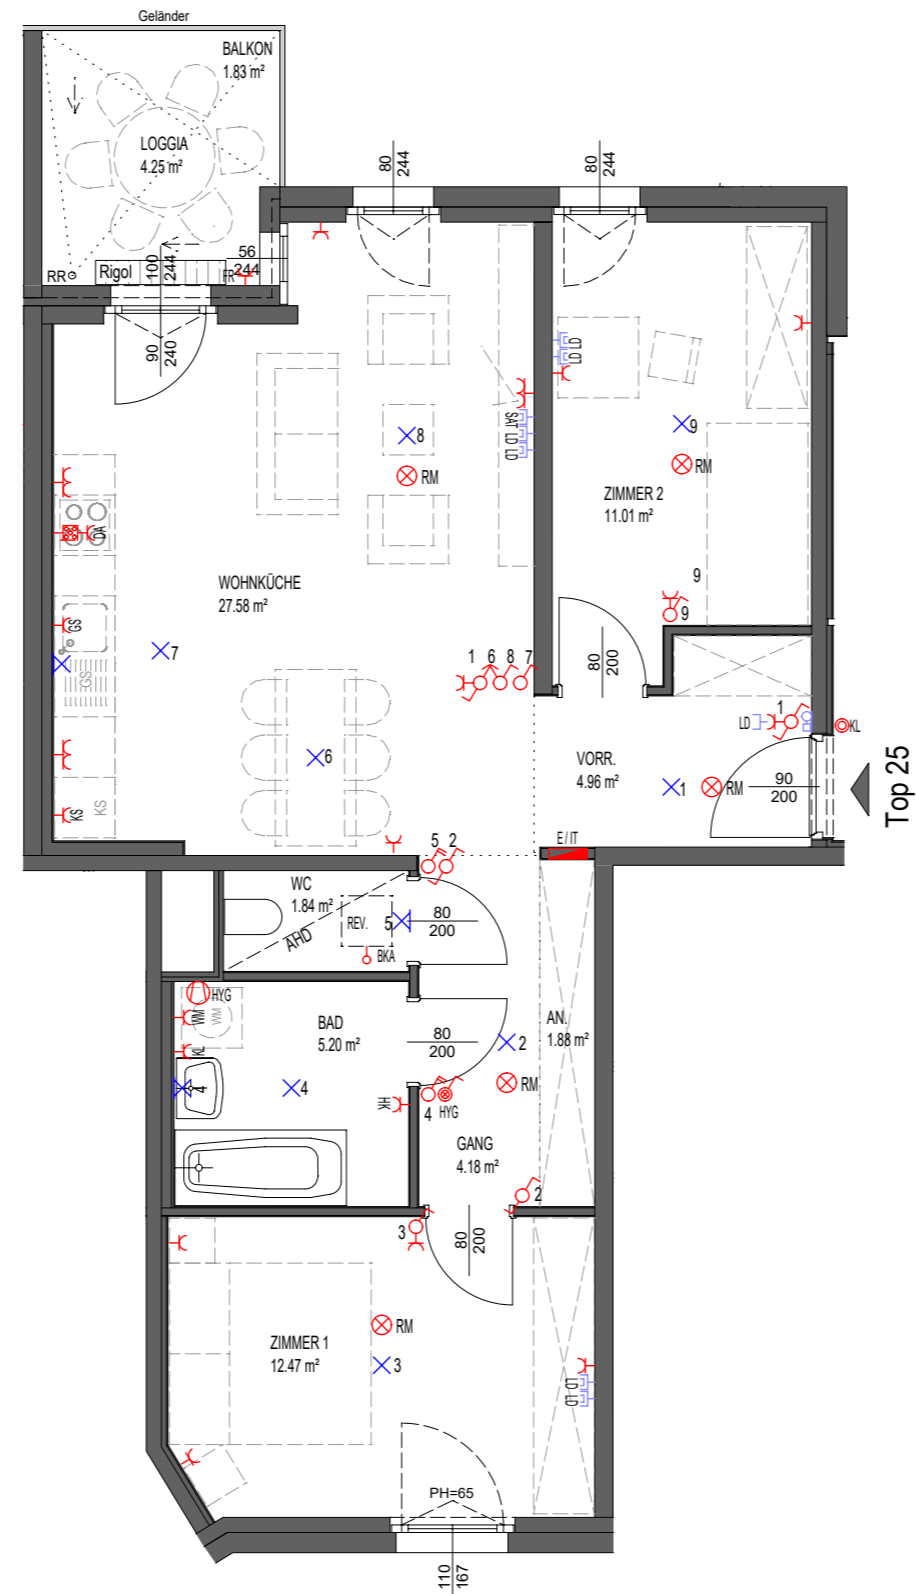 Geländer
BALKON
1.83 m²
LOGGIA
4.25 m²
80
244
80
244
RR
Rigol
100
244
FR
56
244
90
240
LD LD
SAT LD LD
8
RM
9
RM
ZIMMER 2
11.01 m²
DA
WOHNKÜCHE
27.58 m²
9
9
GS
GS
7
1 6 8 7
80
200
1
LD
KL
6
VORR.
4.96 m²
1
RM
90
200
Top 25
KS
KS
5 2
E / IT
WC
1.84 m²
REV.
5
AHD
BKA
80
200
HYG
WM
WM
KL
BAD
5.20 m²
80
200
2
AN.
1.88 m²
4
4
RM
HK
4
HYG
GANG
4.18 m²
2
3
80
200
RM
ZIMMER 1
12.47 m²
3
LD LD
PH=65
110
167